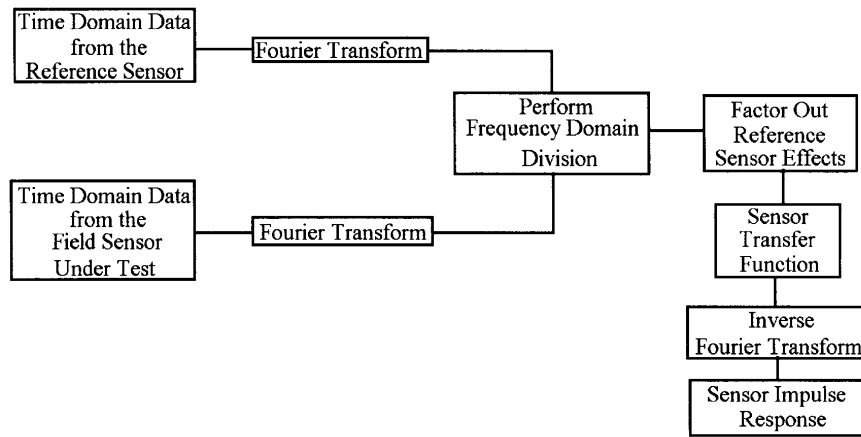 Time Domain Data
from the
Reference Sensor
Fourier Transform
Perform
Frequency Domain
Division
Factor Out
Reference
Sensor Effects
Time Domain Data
from the
Field Sensor
Under Test
Fourier Transform
Sensor
Transfer
Function
Inverse
Fourier Transform
Sensor Impulse
Response